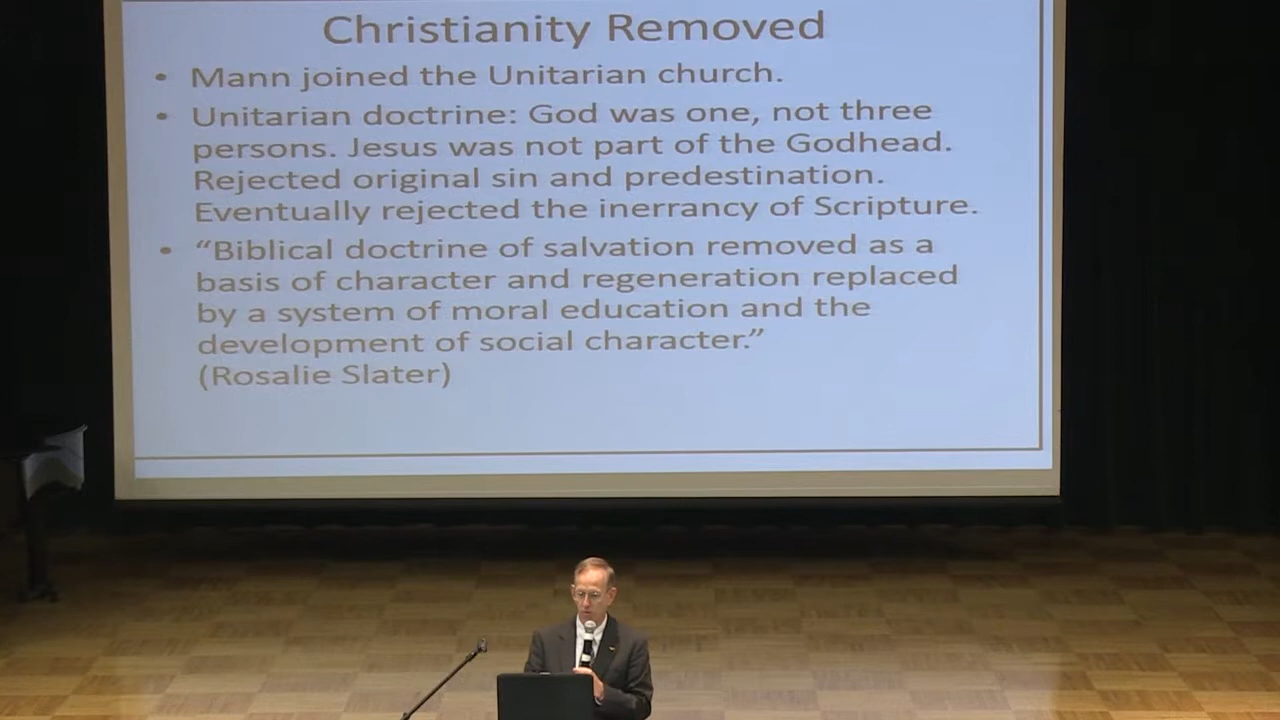 Christianity Removed
• Mann joined the Unitarian church.
• Unitarian doctrine: God was one, not three
persons. Jesus was not part of the Godhead.
Rejected original sin and predestination.
Eventually rejected the inerrancy of Scripture.
• “Biblical doctrine of salvation removed as a
basis of character and regeneration replaced
by a system of moral education and the
development of social character.”
(Rosalie Slater)